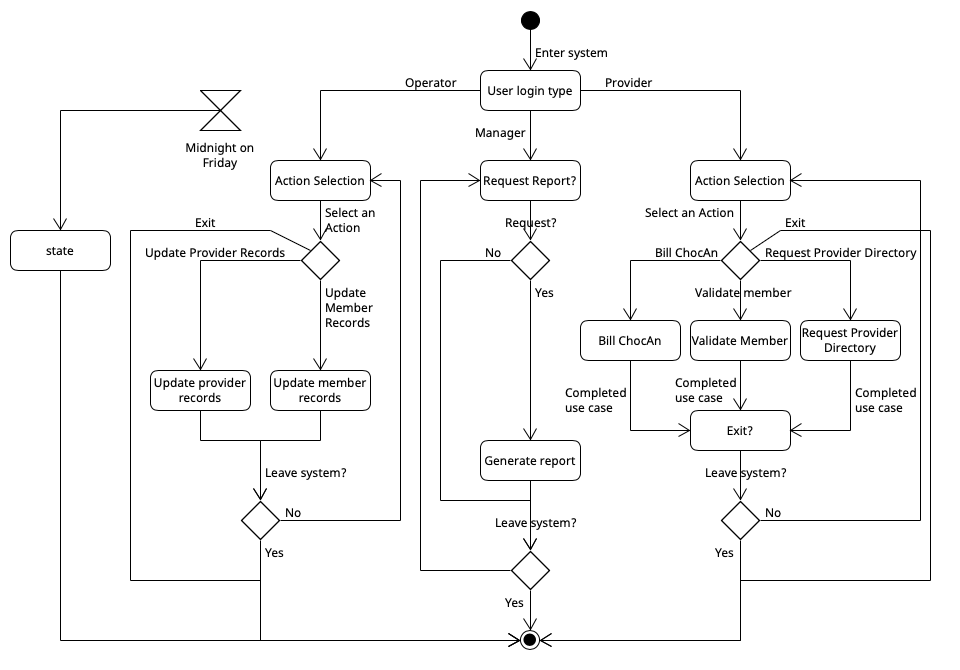 Enter system
Operator
User login type
Provider
Manager
Midnight on
Friday
Action Selection
Request Report?
Action Selection
Select an
Action
Select an Action
Exit
Request?
Exit
state
Update Provider Records
No
Bill ChocAn
Request Provider Directory
Update
Member
Records
Yes
Validate member
Bill ChocAn
Validate Member
Request Provider
Directory
Update provider
records
Update member
records
Completed
use case
Completed
use case
Completed
use case
Exit?
Generate report
Leave system?
Leave system?
No
Leave system?
No
Yes
Yes
Yes